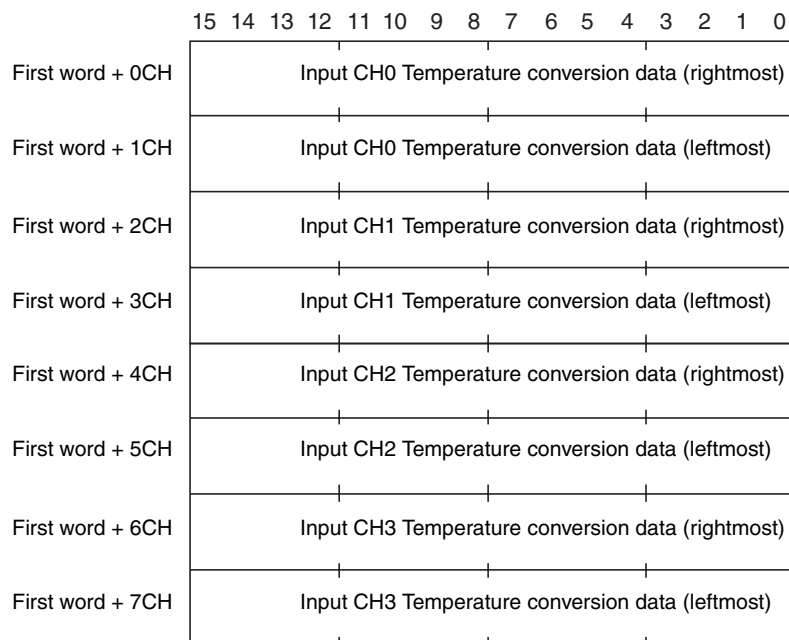 15 14 13 12 11 10 9 8 7 6 5 4 3 2 1 0
First word + 0CH Input CH0 Temperature conversion data (rightmost)
First word + 1CH Input CH0 Temperature conversion data (leftmost)
First word + 2CH Input CH1 Temperature conversion data (rightmost)
First word + 3CH Input CH1 Temperature conversion data (leftmost)
First word + 4CH Input CH2 Temperature conversion data (rightmost)
First word + 5CH Input CH2 Temperature conversion data (leftmost)
First word + 6CH Input CH3 Temperature conversion data (rightmost)
First word + 7CH Input CH3 Temperature conversion data (leftmost)